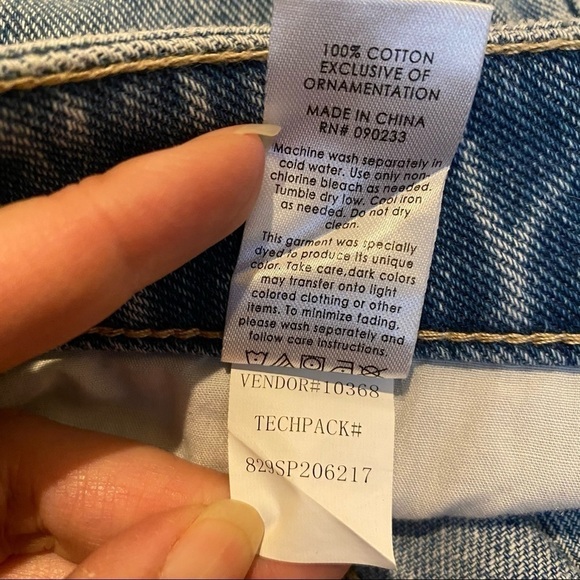 100% COTTON
EXCLUSIVE OF
ORNAMENTATION
MADE IN CHINA
RN# 090233
Machine wash separately in
cold water. Use only non-
chlorine bleach as needed.
Tumble dry low. Cool iron
as needed. Do not dry
clean.
This garment was specially
dyed to produce its unique
color. Take care,dark colors
may transfer onto light
colored clothing or other
items. To minimize fading,
please wash separately and
follow care instructions.
VENDOR#10368
TECHPACK#
829SP206217